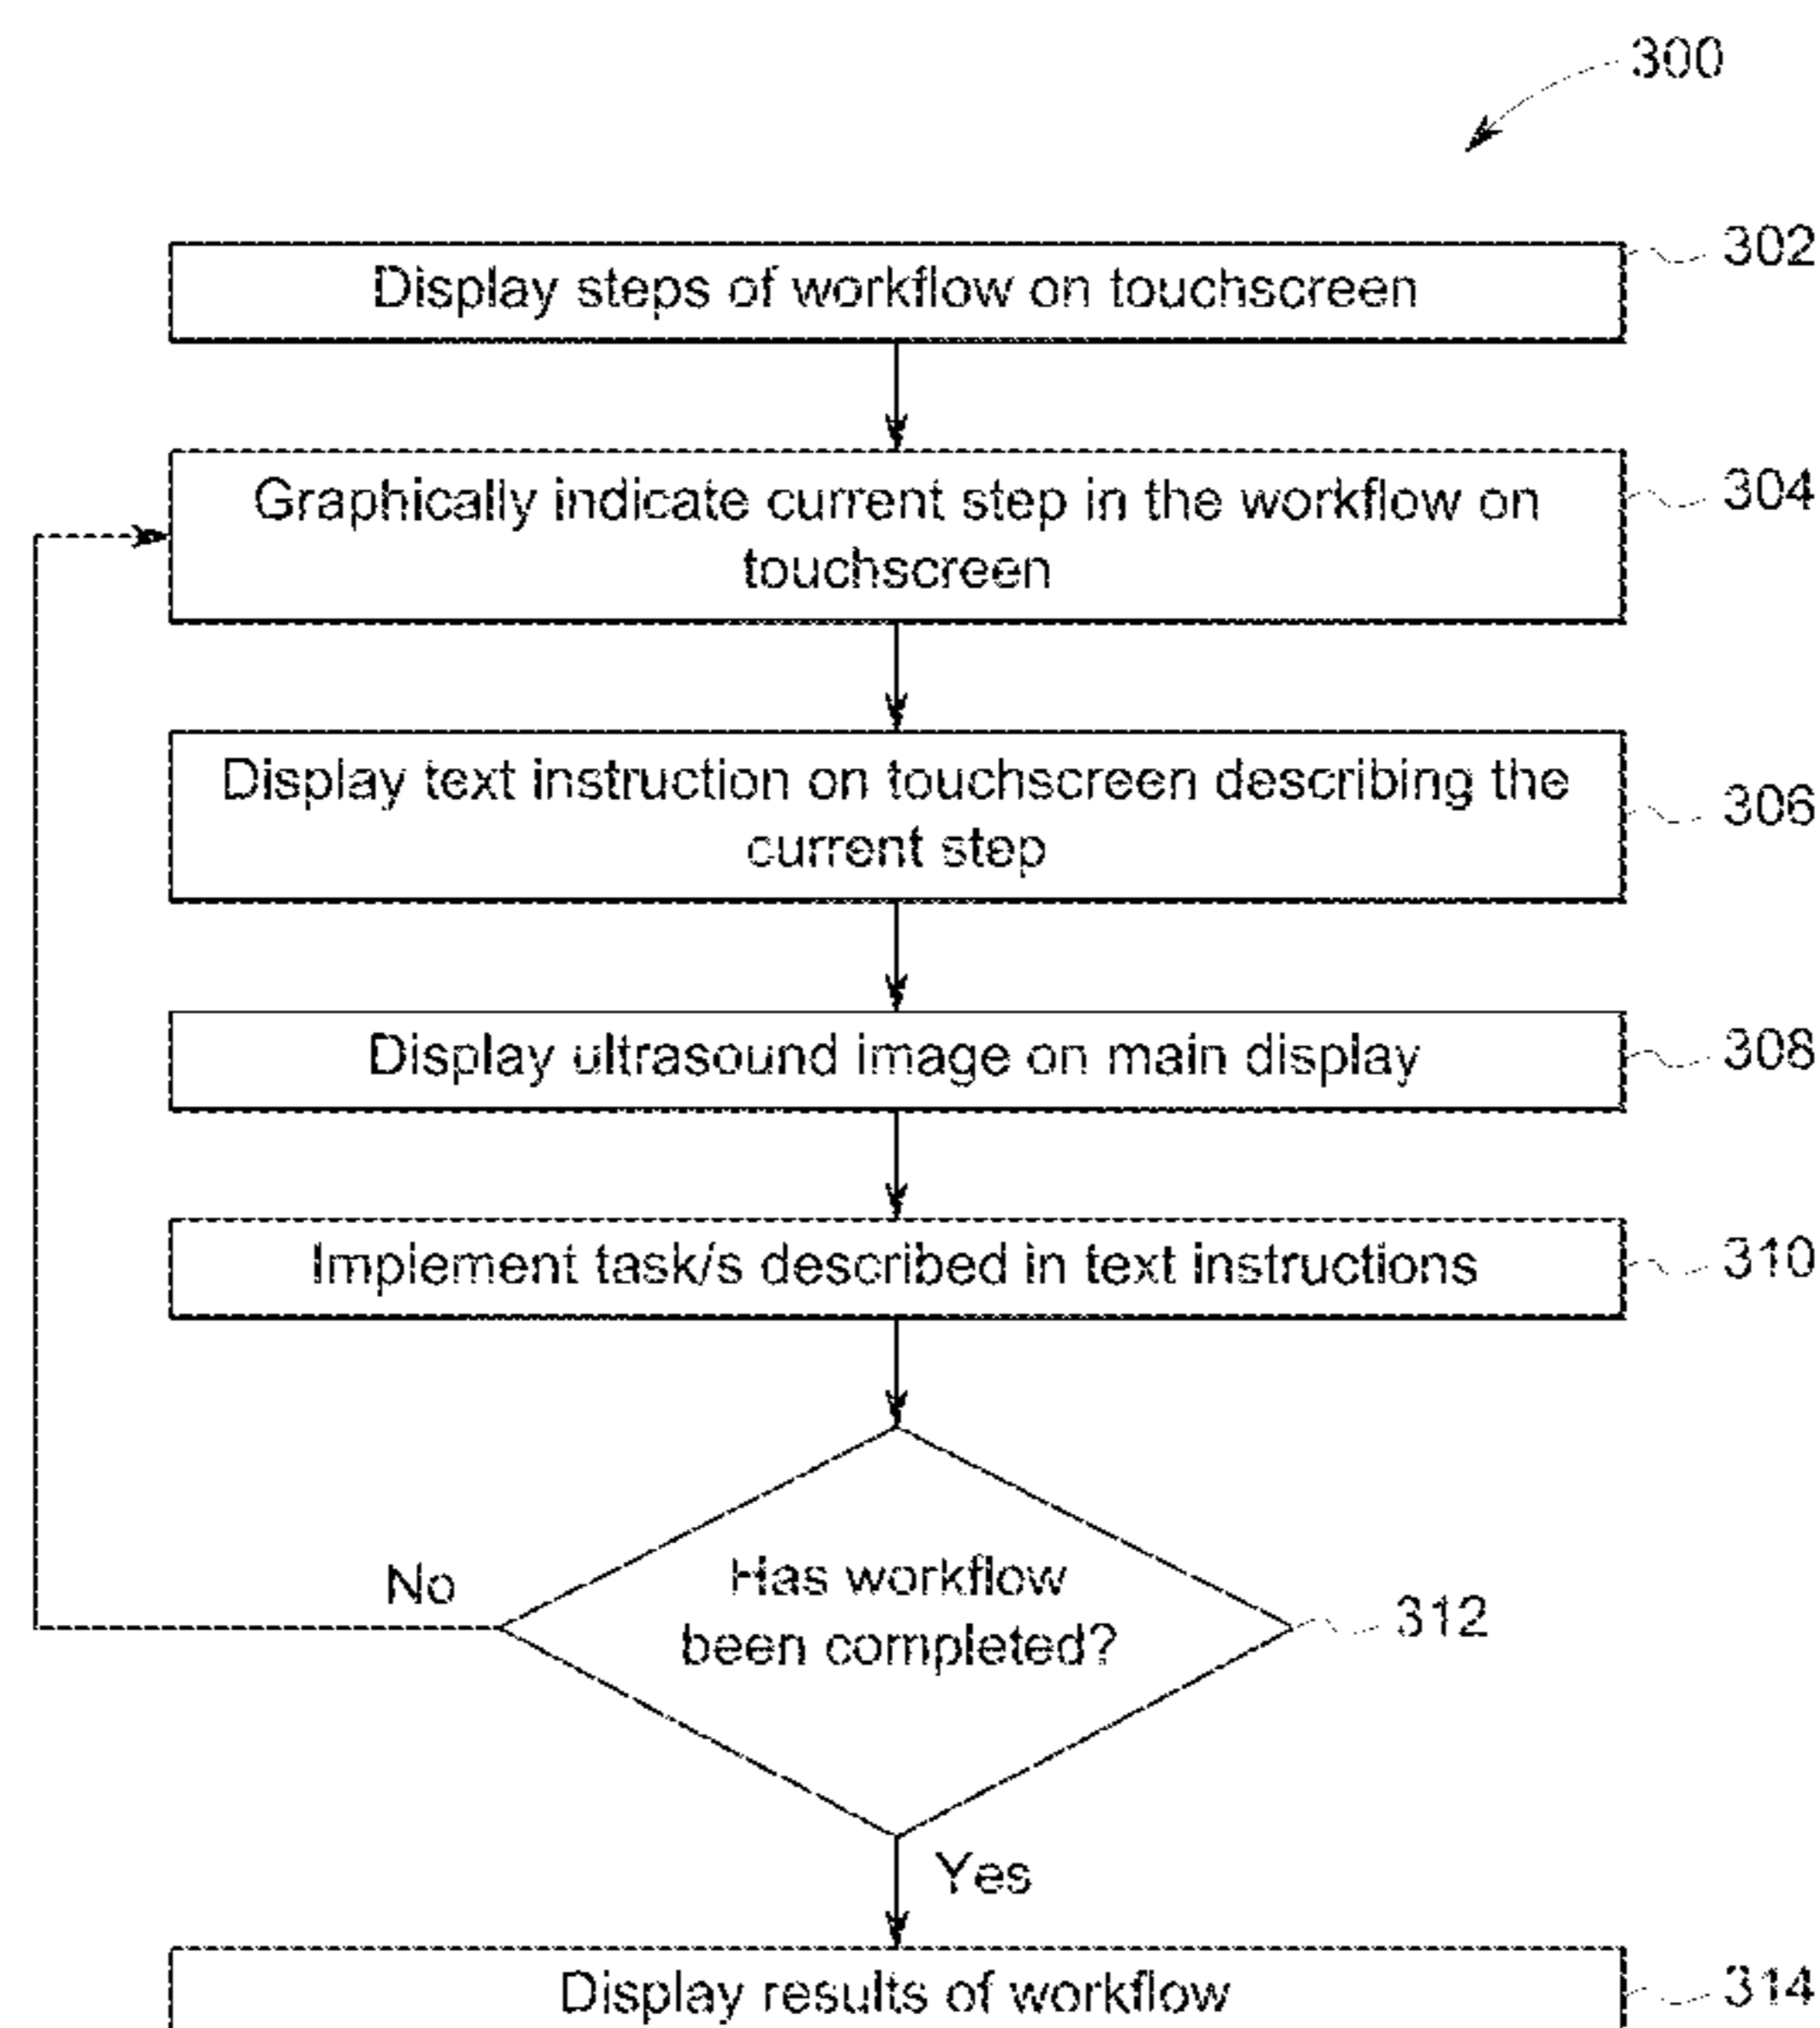 300
Display steps of workflow on touchscreen
302
Graphically indicate current step in the workflow on
touchscreen
304
Display text instruction on touchscreen describing the
current step
306
Display ultrasound image on main display
308
Implement task/s described in text instructions
310
Has workflow
been completed?
312
No
Yes
Display results of workflow
314